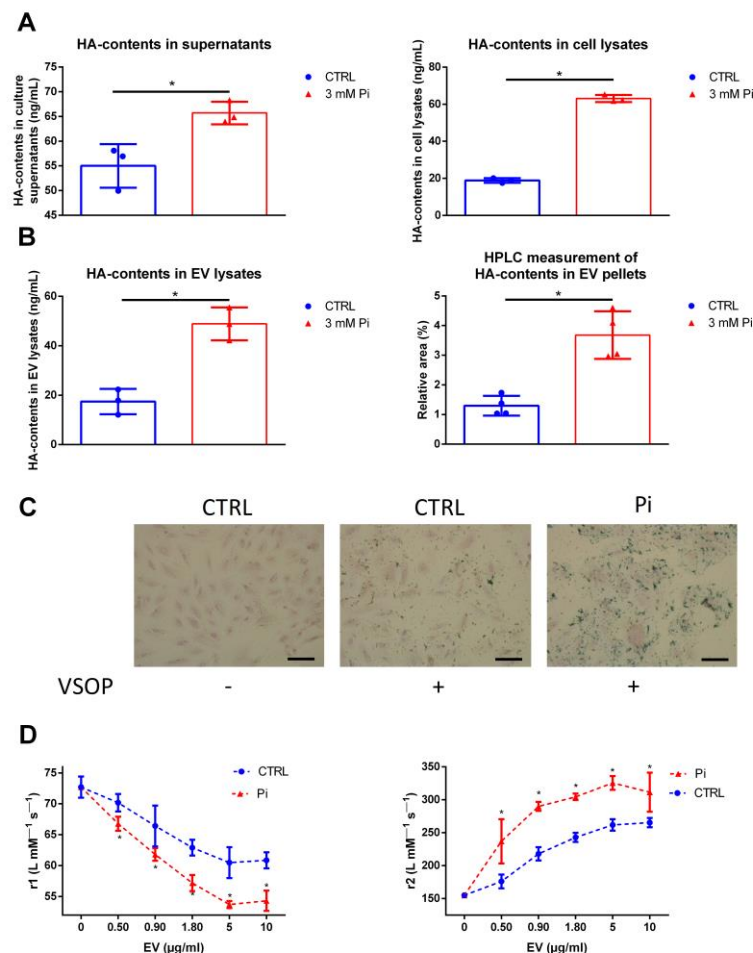 A
HA-contents in supernatants
HA-contents in culture
supernatants (ng/mL)
75
70
65
60
55
50
45
*
CTRL
3 mM Pi
HA-contents in cell lysates
HA-contents in cell lysates (ng/mL)
80
60
40
20
0
*
CTRL
3 mM Pi
B
HA-contents in EV lysates
HA-contents in EV lysates (ng/mL)
60
40
20
0
*
CTRL
3 mM Pi
HPLC measurement of
HA-contents in EV pellets
Relative area (%)
5
4
3
2
1
0
*
CTRL
3 mM Pi
C
CTRL
CTRL
Pi
VSOP
-
+
+
D
r1 (L mM⁻¹ s⁻¹)
75
70
65
60
55
CTRL
Pi
* * * * *
0 0.50 0.90 1.80 5 10
EV (µg/ml)
r2 (L mM⁻¹ s⁻¹)
350
300
250
200
150
Pi
CTRL
* * * * *
0 0.50 0.90 1.80 5 10
EV (µg/ml)